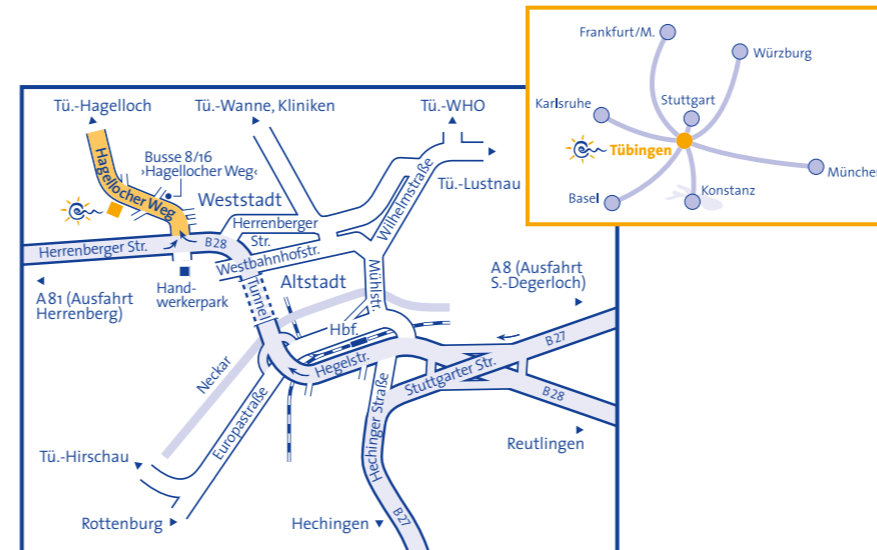 Frankfurt/M.
Würzburg
Karlsruhe
Stuttgart
Tübingen
München
Basel
Konstanz
Tü.-Hagelloch
Tü.-Wanne, Kliniken
Tü.-WHO
Busse 8/16
›Hagellocher Weg‹
Hagellocher Weg
Tü.-Lustnau
Weststadt
Wilhelmstraße
Herrenberger
Str.
Herrenberger Str.
B28
Westbahnhofstr.
A81 (Ausfahrt
Herrenberg)
Hand-
werkerpark
Tunnel
Altstadt
Mühlstr.
A8 (Ausfahrt
S.-Degerloch)
Hbf.
B27
Neckar
Hegelstr.
Stuttgarter Str.
B28
Europastraße
Hechinger Straße
Reutlingen
Tü.-Hirschau
Rottenburg
Hechingen
B27